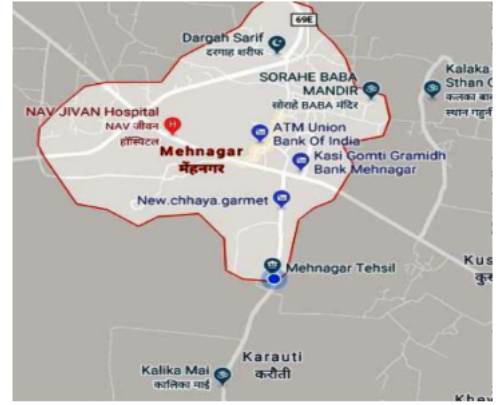 69E
Dargah Sarif
दरगाह शरीफ
SORAHE BABA
MANDIR
सोराहे BABA मंदिर
Kalaka
Sthan
कलका
स्थान
NAV JIVAN Hospital
NAV जीवन
हॉस्पिटल
H
ATM Union
Bank Of India
Mehnagar
मेंहनगर
Kasi Gomti Gramidh
Bank Mehnagar
New.chhaya.garmet
Mehnagar Tehsil
Kus
Karauti
करौती
Kalika Mai
कालिका माई